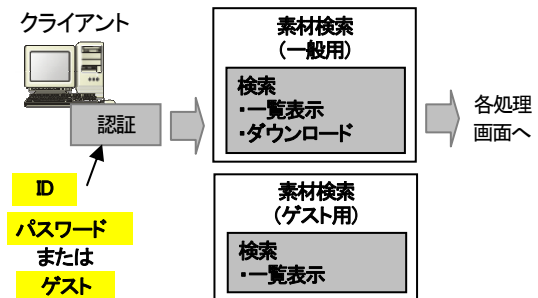 クライアント
認証
ID
パスワード
または
ゲスト
素材検索
（一般用）
検索
・一覧表示
・ダウンロード
各処理
画面へ
素材検索
（ゲスト用）
検索
・一覧表示